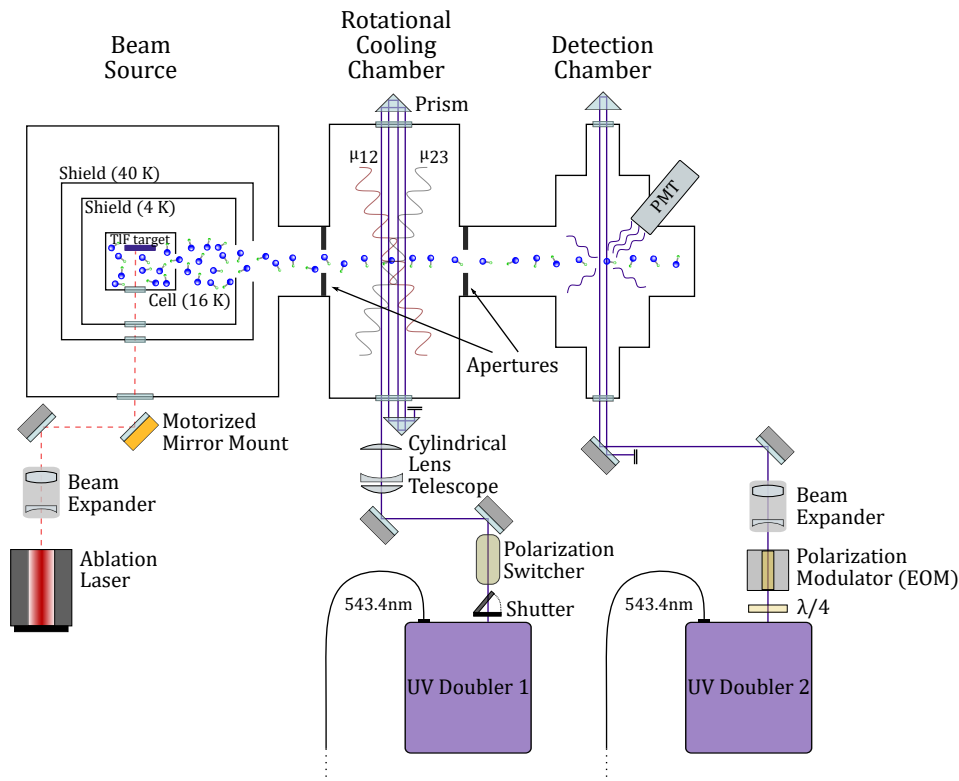 Beam
Source
Rotational
Cooling
Chamber
Detection
Chamber
Prism
μ12
μ23
PMT
Shield (40 K)
Shield (4 K)
TlF target
Cell (16 K)
Apertures
Motorized
Mirror Mount
Cylindrical
Lens
Telescope
Beam
Expander
Beam
Expander
Ablation
Laser
Polarization
Switcher
Polarization
Modulator (EOM)
543.4nm
Shutter
543.4nm
λ/4
UV Doubler 1
UV Doubler 2